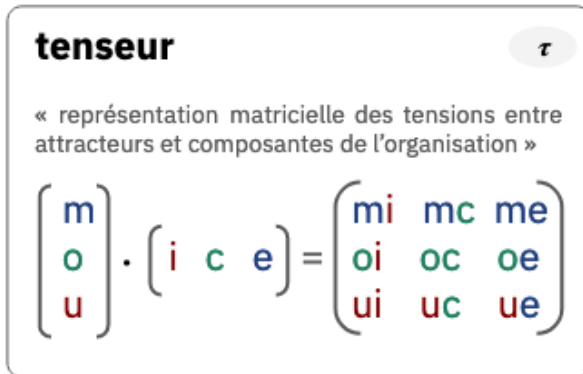 tenseur τ
« représentation matricielle des tensions entre
attracteurs et composantes de l'organisation »
m mi mc me
o · i c e = oi oc oe
u ui uc ue